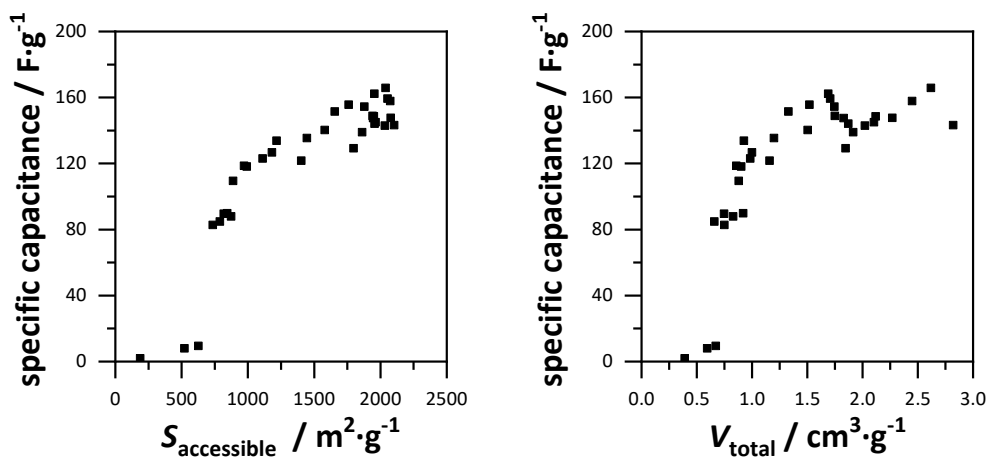 specific capacitance / F·g⁻¹
200
160
120
80
40
0
0 500 1000 1500 2000 2500
S accessible / m²·g⁻¹
specific capacitance / F·g⁻¹
200
160
120
80
40
0
0.0 0.5 1.0 1.5 2.0 2.5 3.0
V total / cm³·g⁻¹